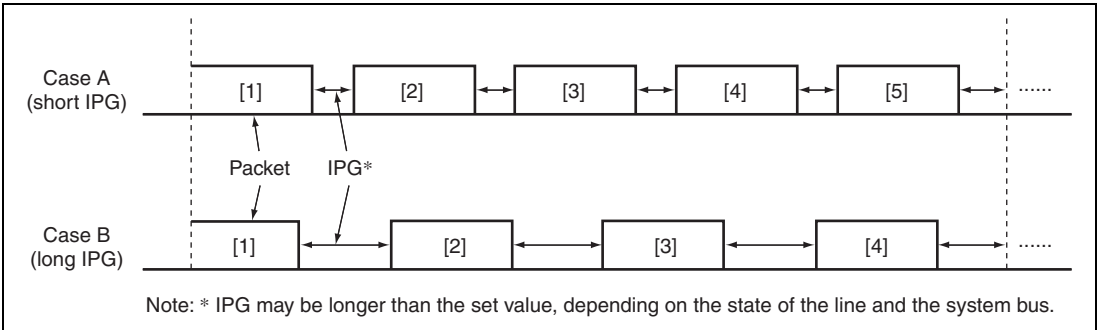 Case A
(short IPG)
[1] [2] [3] [4] [5] ......
Packet IPG*
Case B
(long IPG)
[1] [2] [3] [4] ......
Note: * IPG may be longer than the set value, depending on the state of the line and the system bus.